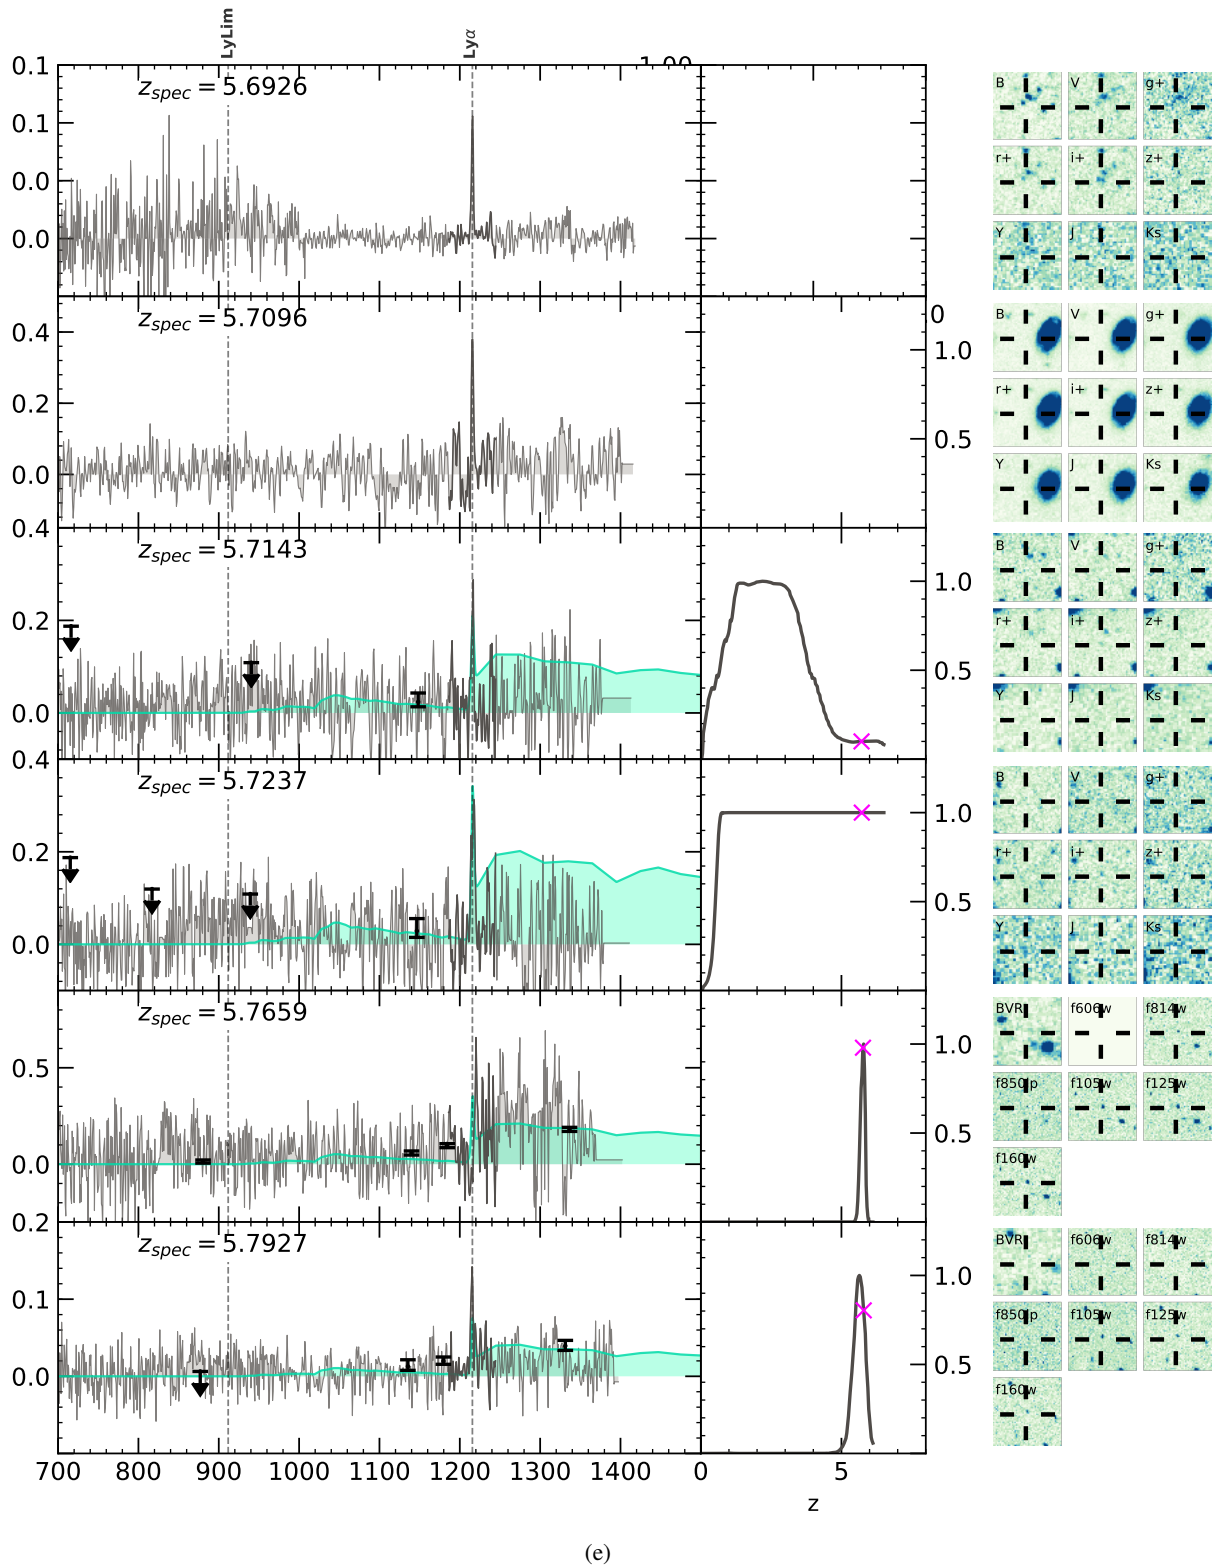 LyLim
Lyα
1.00
0.1
0.1
0.0
0.0
z_spec = 5.6926
B V g+
r+ i+ z+
Y J Ks
0.4
0.2
0.0
0.4
z_spec = 5.7096
0
1.0
0.5
B V g+
r+ i+ z+
Y J Ks
z_spec = 5.7143
0.2
0.0
0.4
1.0
0.5
B V g+
r+ i+ z+
Y J Ks
z_spec = 5.7237
0.2
0.0
1.0
0.5
B V g+
r+ i+ z+
Y J Ks
z_spec = 5.7659
0.5
0.0
0.2
1.0
0.5
BVR f606w f814w
f850lp f105w f125w
f160w
z_spec = 5.7927
0.1
0.0
1.0
0.5
BVR f606w f814w
f850lp f105w f125w
f160w
700 800 900 1000 1100 1200 1300 1400 0 5
z
(e)